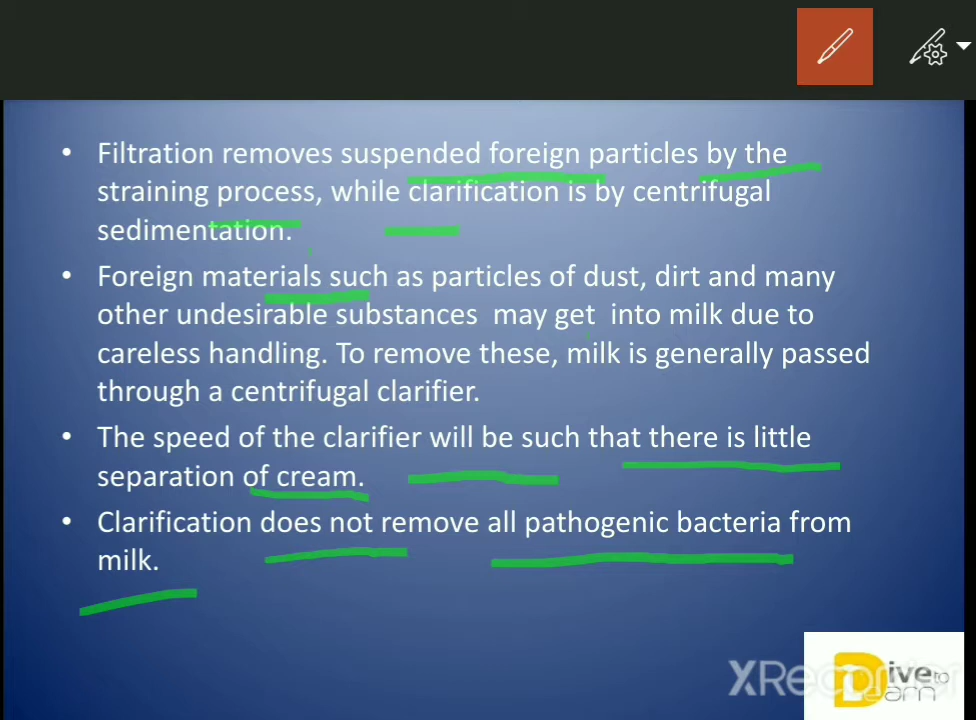 • Filtration removes suspended foreign particles by the
straining process, while clarification is by centrifugal
sedimentation.
• Foreign materials such as particles of dust, dirt and many
other undesirable substances may get into milk due to
careless handling. To remove these, milk is generally passed
through a centrifugal clarifier.
• The speed of the clarifier will be such that there is little
separation of cream.
• Clarification does not remove all pathogenic bacteria from
milk.
XRecorder
Dive to
Learn